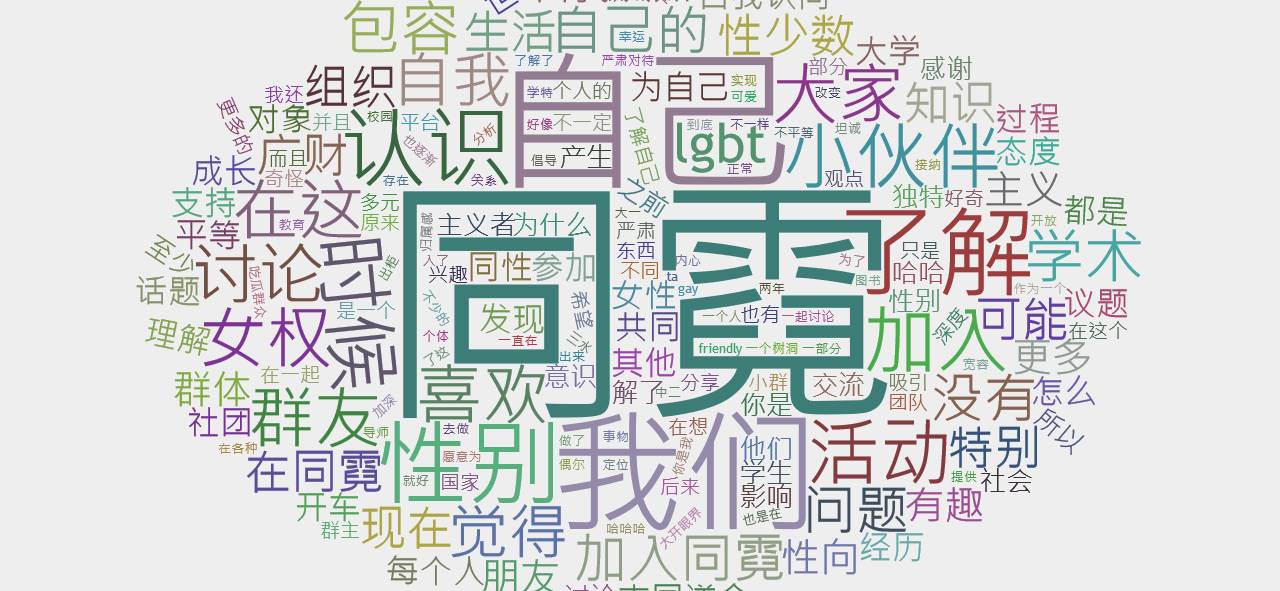 包容
生活
自己的
性少数
大学
幸运
了解了
严肃对待
部分
感谢
组织
自我
自己
学特
个人的
为自己
实现
可爱
大家
改变
知识
我还
更多的
对象
并且
校园
平台
认识
也逐渐
分析
好像
不一定
了解自己
到底
不一样
lgbt
正常
不平等
坦诚
小伙伴
过程
态度
广财
而且
奇怪
倡导
产生
接纳
成长
存在
关系
观点
支持
在这
多元
原来
教育
之前
大一
独特
好奇
主义
都是
平等
主义者
为什么
归属感
严肃
东西
同霓
了解
开放
学术
至少
讨论
时候
出柜
入了
兴趣
同性
参加
不同
内心
ta
gay
为了
只是
哈哈
图书
两年
作为一个
话题
吃瓜群众
是一个
不少的
发现
希望
女性
一个人
也有
一起讨论
性别
深度
可能
议题
在这个
理解
女权
个体
一直在
共同
friendly
一个树洞
一部分
加入
更多
宽容
在一起
出来
其他
群体
喜欢
意识
解了
中二
分享
小群
交流
吸引
团队
没有
怎么
社团
群友
加深
你是
所以
导师
去做
在各种
性别
我们
做了
事物
在想
你是我
他们
活动
特别
在同霓
愿意为
偶尔
定位
学生
提供
社会
就好
国家
后来
影响
问题
有趣
开车
群主
现在
觉得
哈哈哈
大开眼界
也是在
每个人
朋友
加入同霓
性向
经历